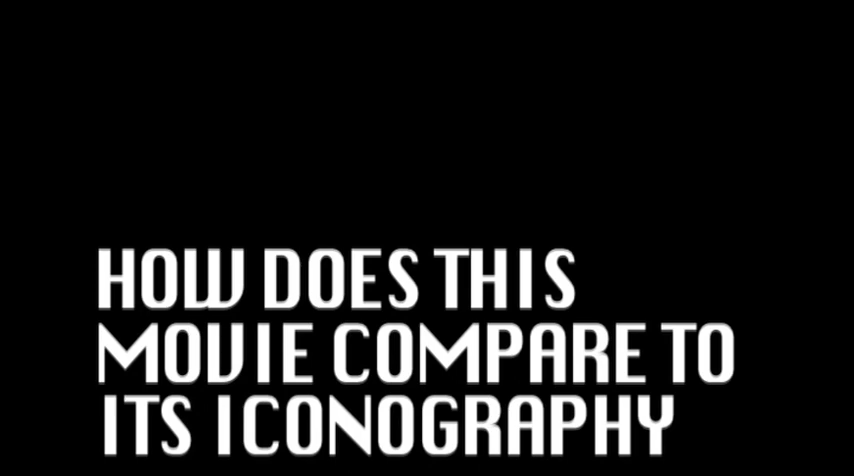 HOW DOES THIS
MOVIE COMPARE TO
ITS ICONOGRAPHY